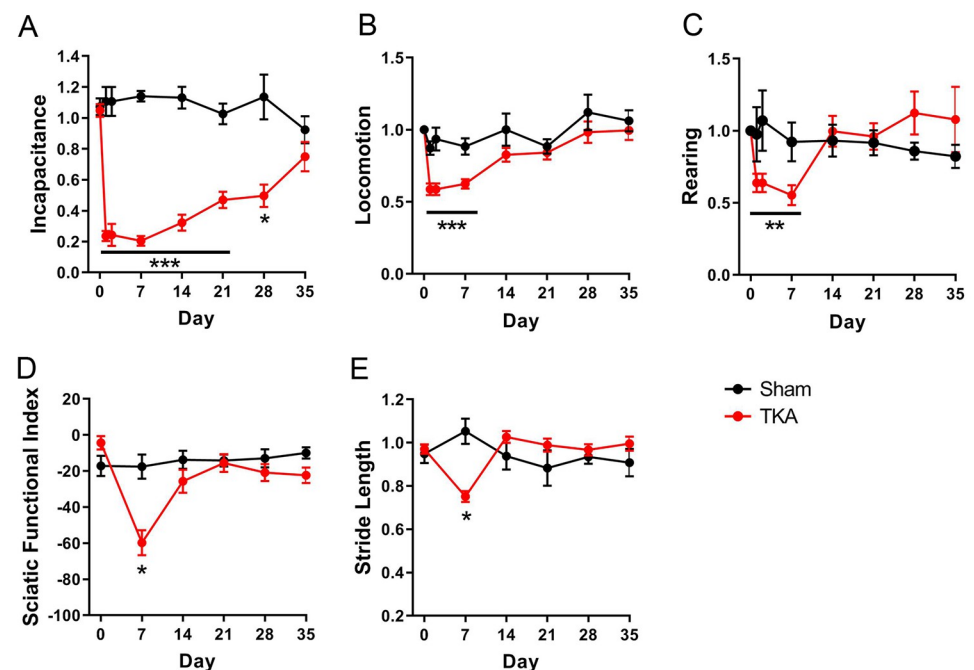 A
Incapacitance
1.4
1.2
1.0
0.8
0.6
0.4
0.2
0.0
***
*
0 7 14 21 28 35
Day
B
Locomotion
1.5
1.0
0.5
0.0
***
0 7 14 21 28 35
Day
C
Rearing
1.5
1.0
0.5
1.0
**
0 7 14 21 28 35
Day
D
Sciatic Functional Index
20
0
-20
-40
-60
-80
-100
*
0 7 14 21 28 35
Day
E
Stride Length
1.2
1.0
0.8
0.6
0.4
0.2
*
0 7 14 21 28 35
Day
Sham
TKA